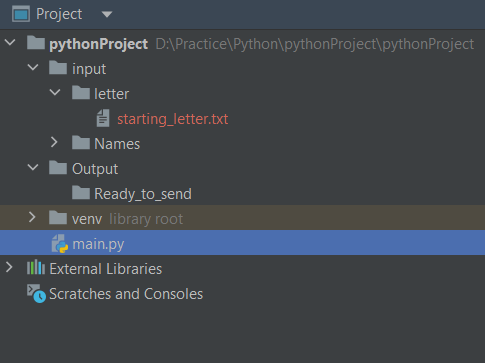 Project
pythonProject D:\Practice\Python\pythonProject\pythonProject
input
letter
starting_letter.txt
Names
Output
Ready_to_send
venv library root
main.py
External Libraries
Scratches and Consoles